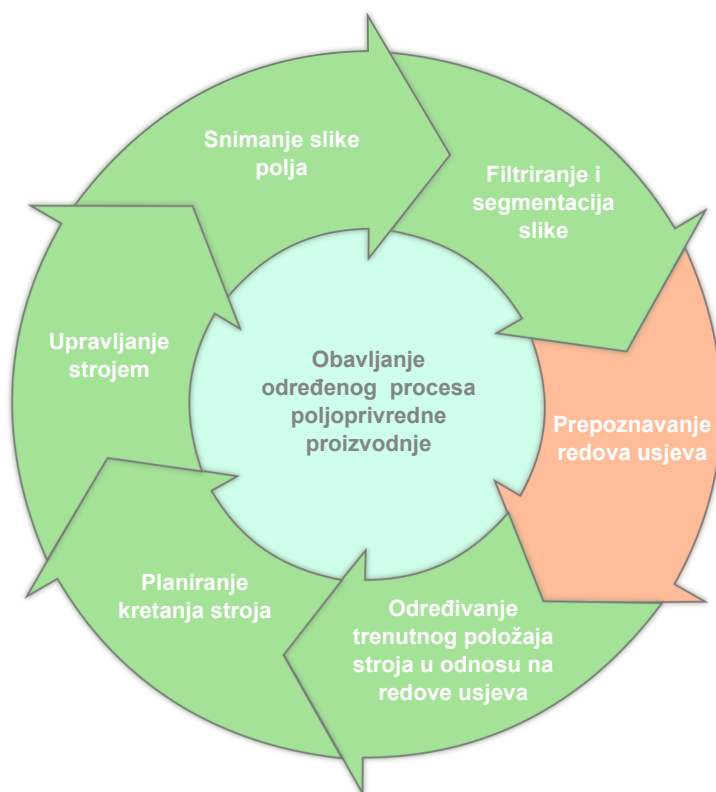 Snimanje slike
polja
Filtriranje i
segmentacija
slike
Prepoznavanje
redova usjeva
Određivanje
trenutnog položaja
stroja u odnosu na
redove usjeva
Planiranje
kretanja stroja
Upravljanje
strojem
Obavljanje
određenog procesa
poljoprivredne
proizvodnje